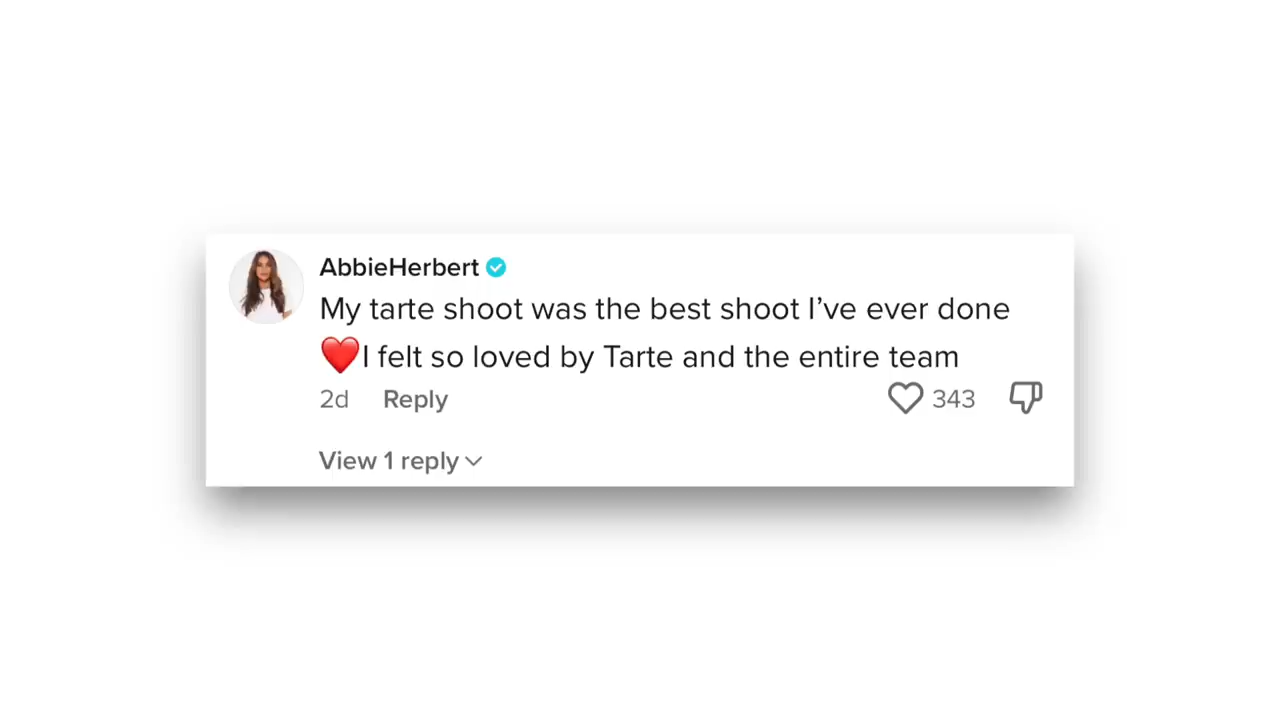 AbbieHerbert
My tarte shoot was the best shoot I’ve ever done
❤️I felt so loved by Tarte and the entire team
2d Reply 343
View 1 reply